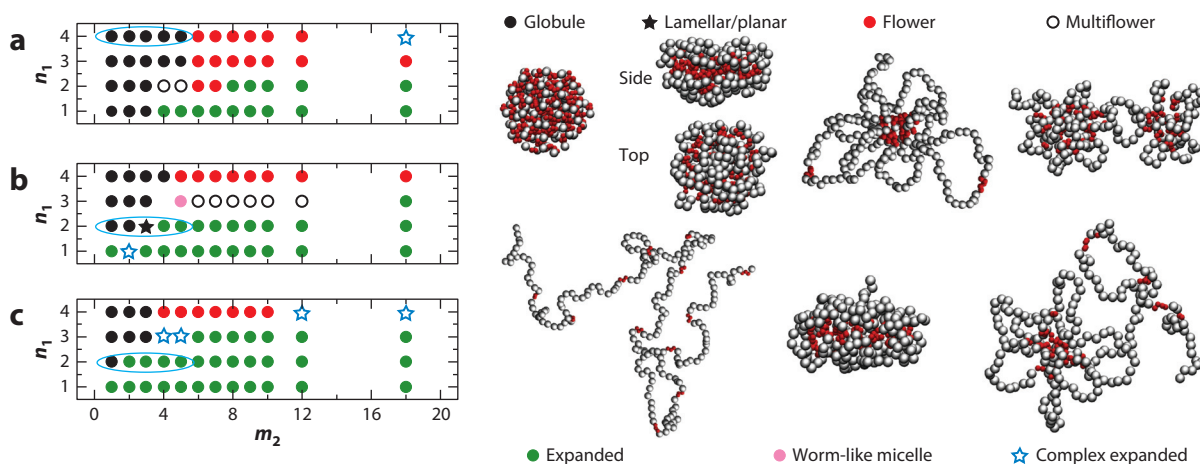 a
n1
4
3
2
1
b
n1
4
3
2
1
c
n1
4
3
2
1
0 4 8 12 16 20
m2
Globule
Lamellar/planar
Flower
Multiflower
Side
Top
Expanded
Worm-like micelle
Complex expanded